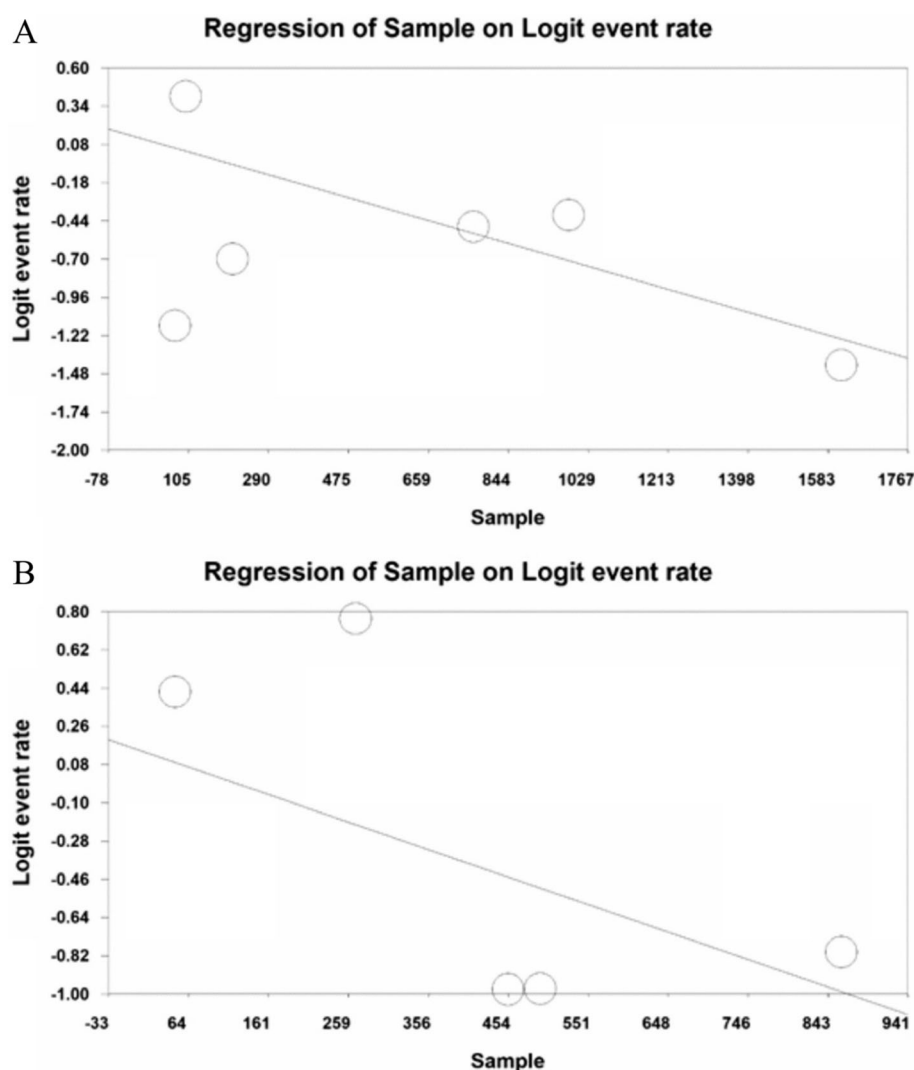 A
Regression of Sample on Logit event rate
Logit event rate
0.60
0.34
0.08
-0.18
-0.44
-0.70
-0.96
-1.22
-1.48
-1.74
-2.00
-78 105 290 475 659 844 1029 1213 1398 1583 1767
Sample
B
Regression of Sample on Logit event rate
Logit event rate
0.80
0.62
0.44
0.26
0.08
-0.10
-0.28
-0.46
-0.64
-0.82
-1.00
-33 64 161 259 356 454 551 648 746 843 941
Sample